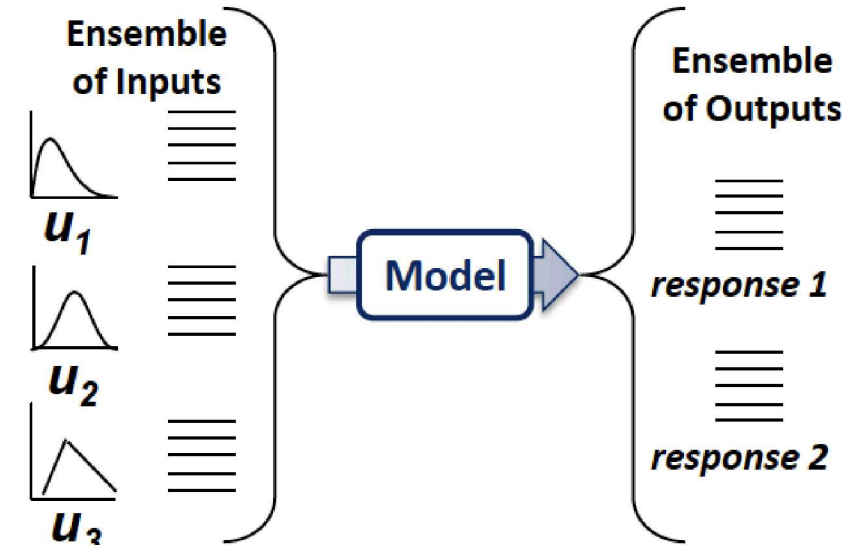 Ensemble
of Inputs
u1
u2
u3
Model
Ensemble
of Outputs
response 1
response 2